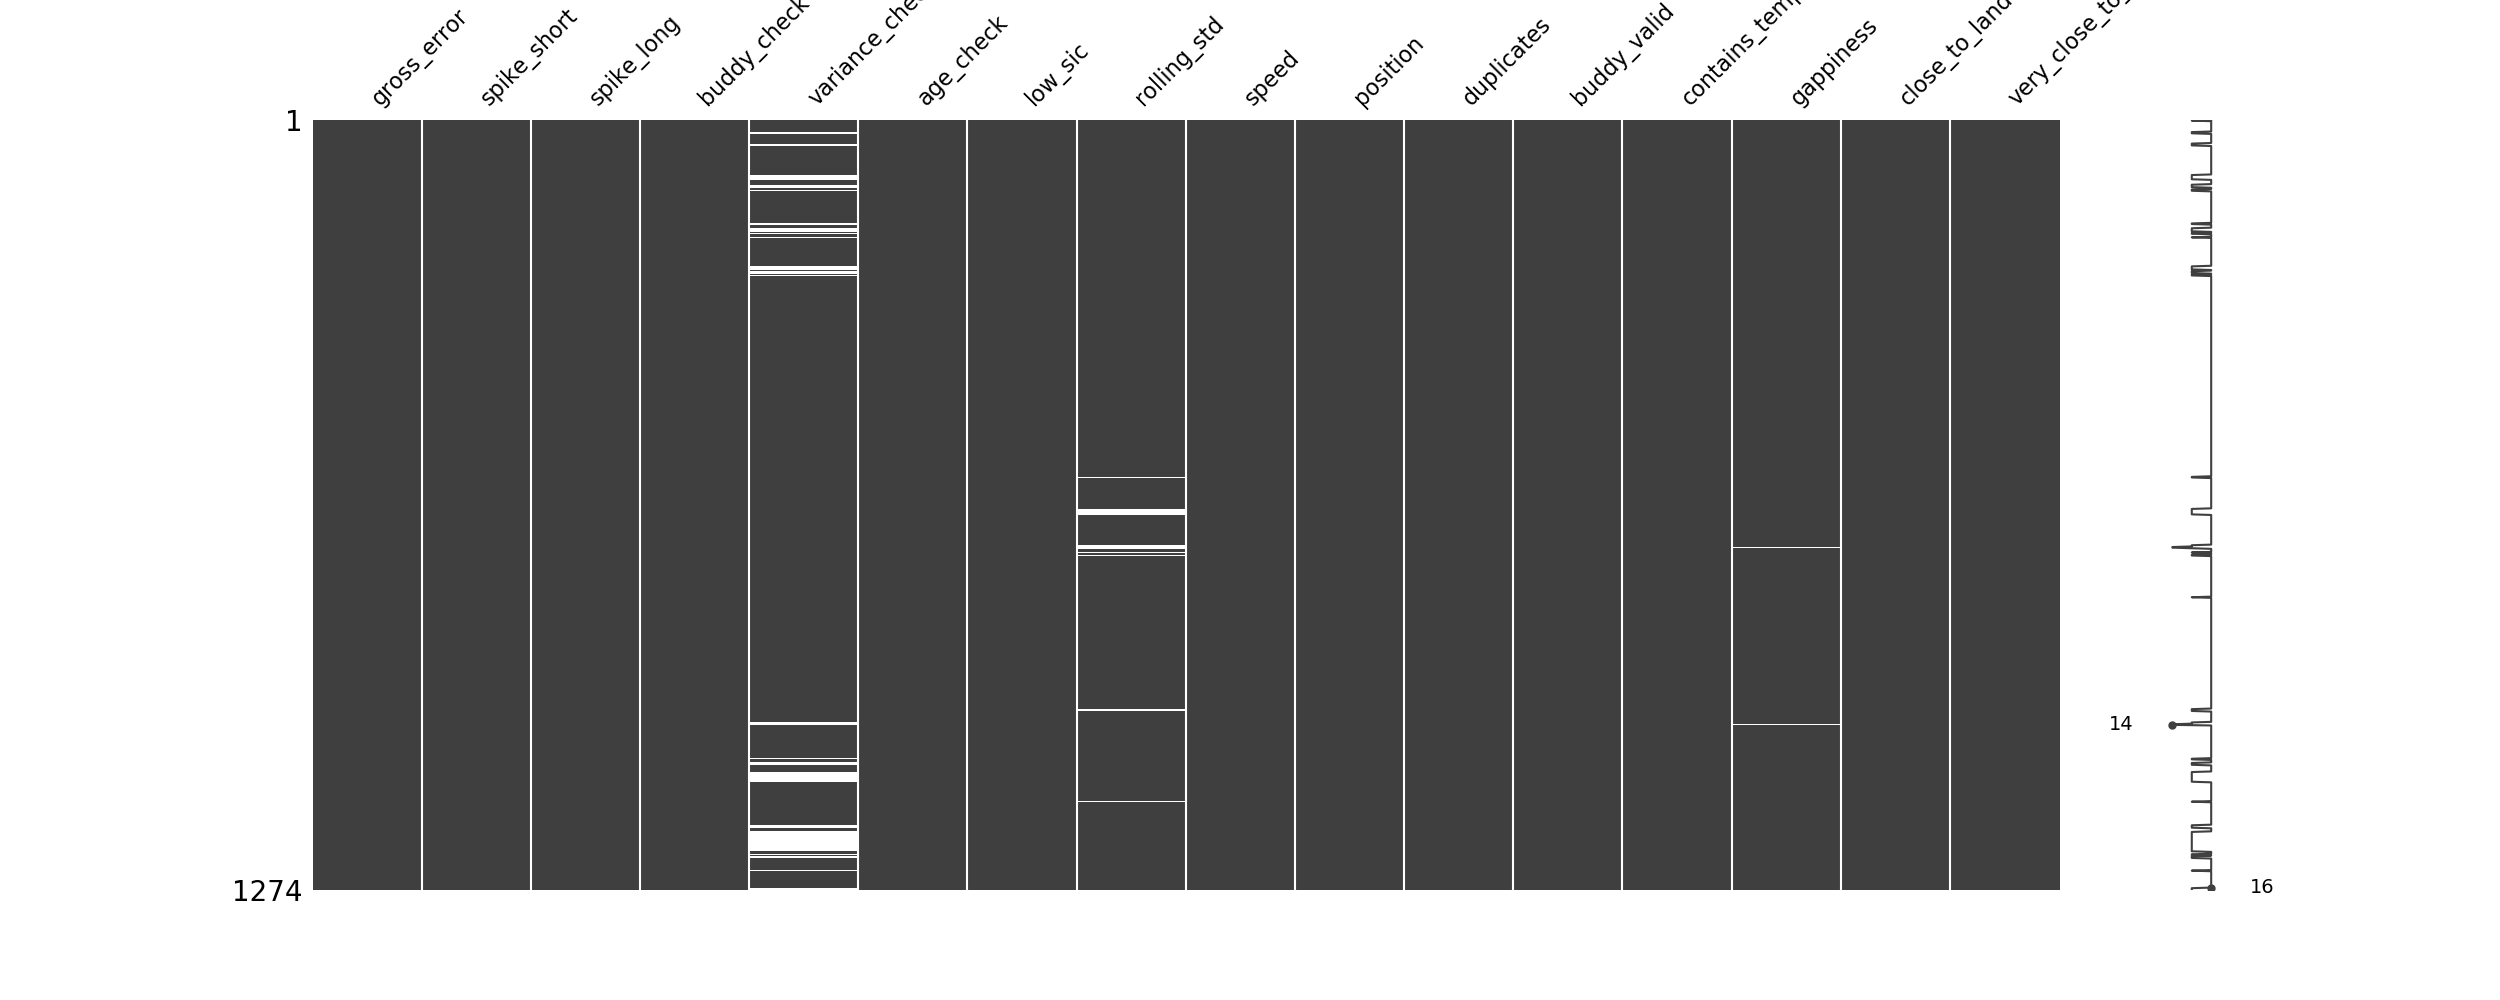 gross_error
spike_short
spike_long
buddy_check
age_check
low_sic
rolling_std
speed
position
duplicates
buddy_valid
gappiness
close_to_land
1
14
1274
16